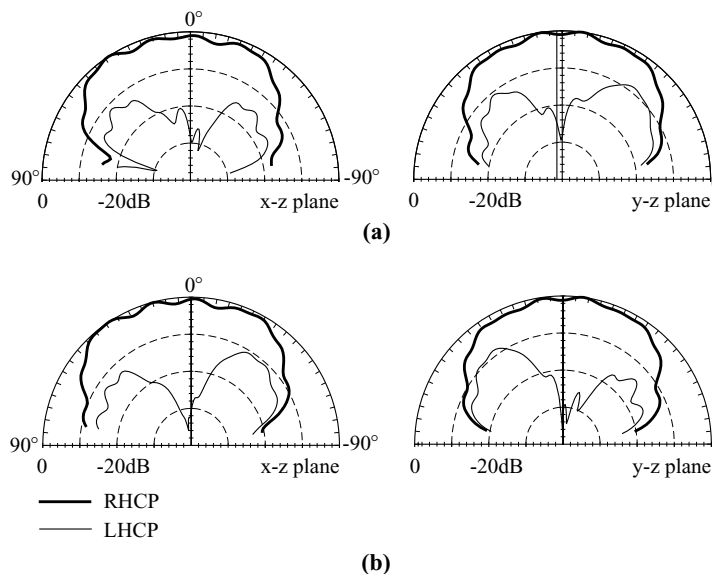 0°
90°
-90°
0
-20dB
x-z plane
0
-20dB
y-z plane
(a)
0°
90°
-90°
0
-20dB
x-z plane
0
-20dB
y-z plane
RHCP
LHCP
(b)